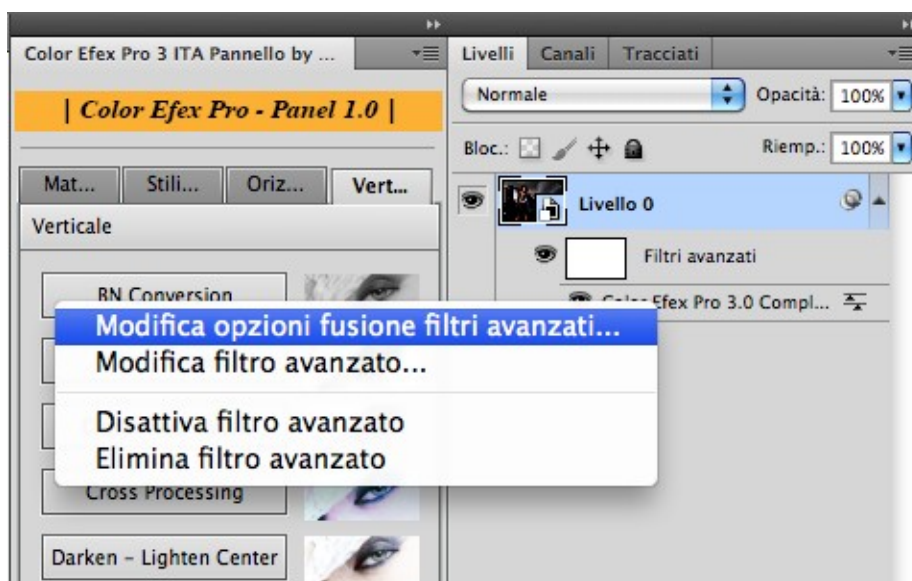 Color Efex Pro 3 ITA Pannello by ...
| Color Efex Pro - Panel 1.0 |
Mat... Stili... Oriz... Vert...
Verticale
BN Conversion
Modifica opzioni fusione filtri avanzati...
Modifica filtro avanzato...
Disattiva filtro avanzato
Elimina filtro avanzato
Cross Processing
Darken - Lighten Center
Livelli Canali Tracciati
Normale Opacità: 100%
Bloc.: Riemp.: 100%
Livello 0
Filtri avanzati
Color Efex Pro 3.0 Compl...